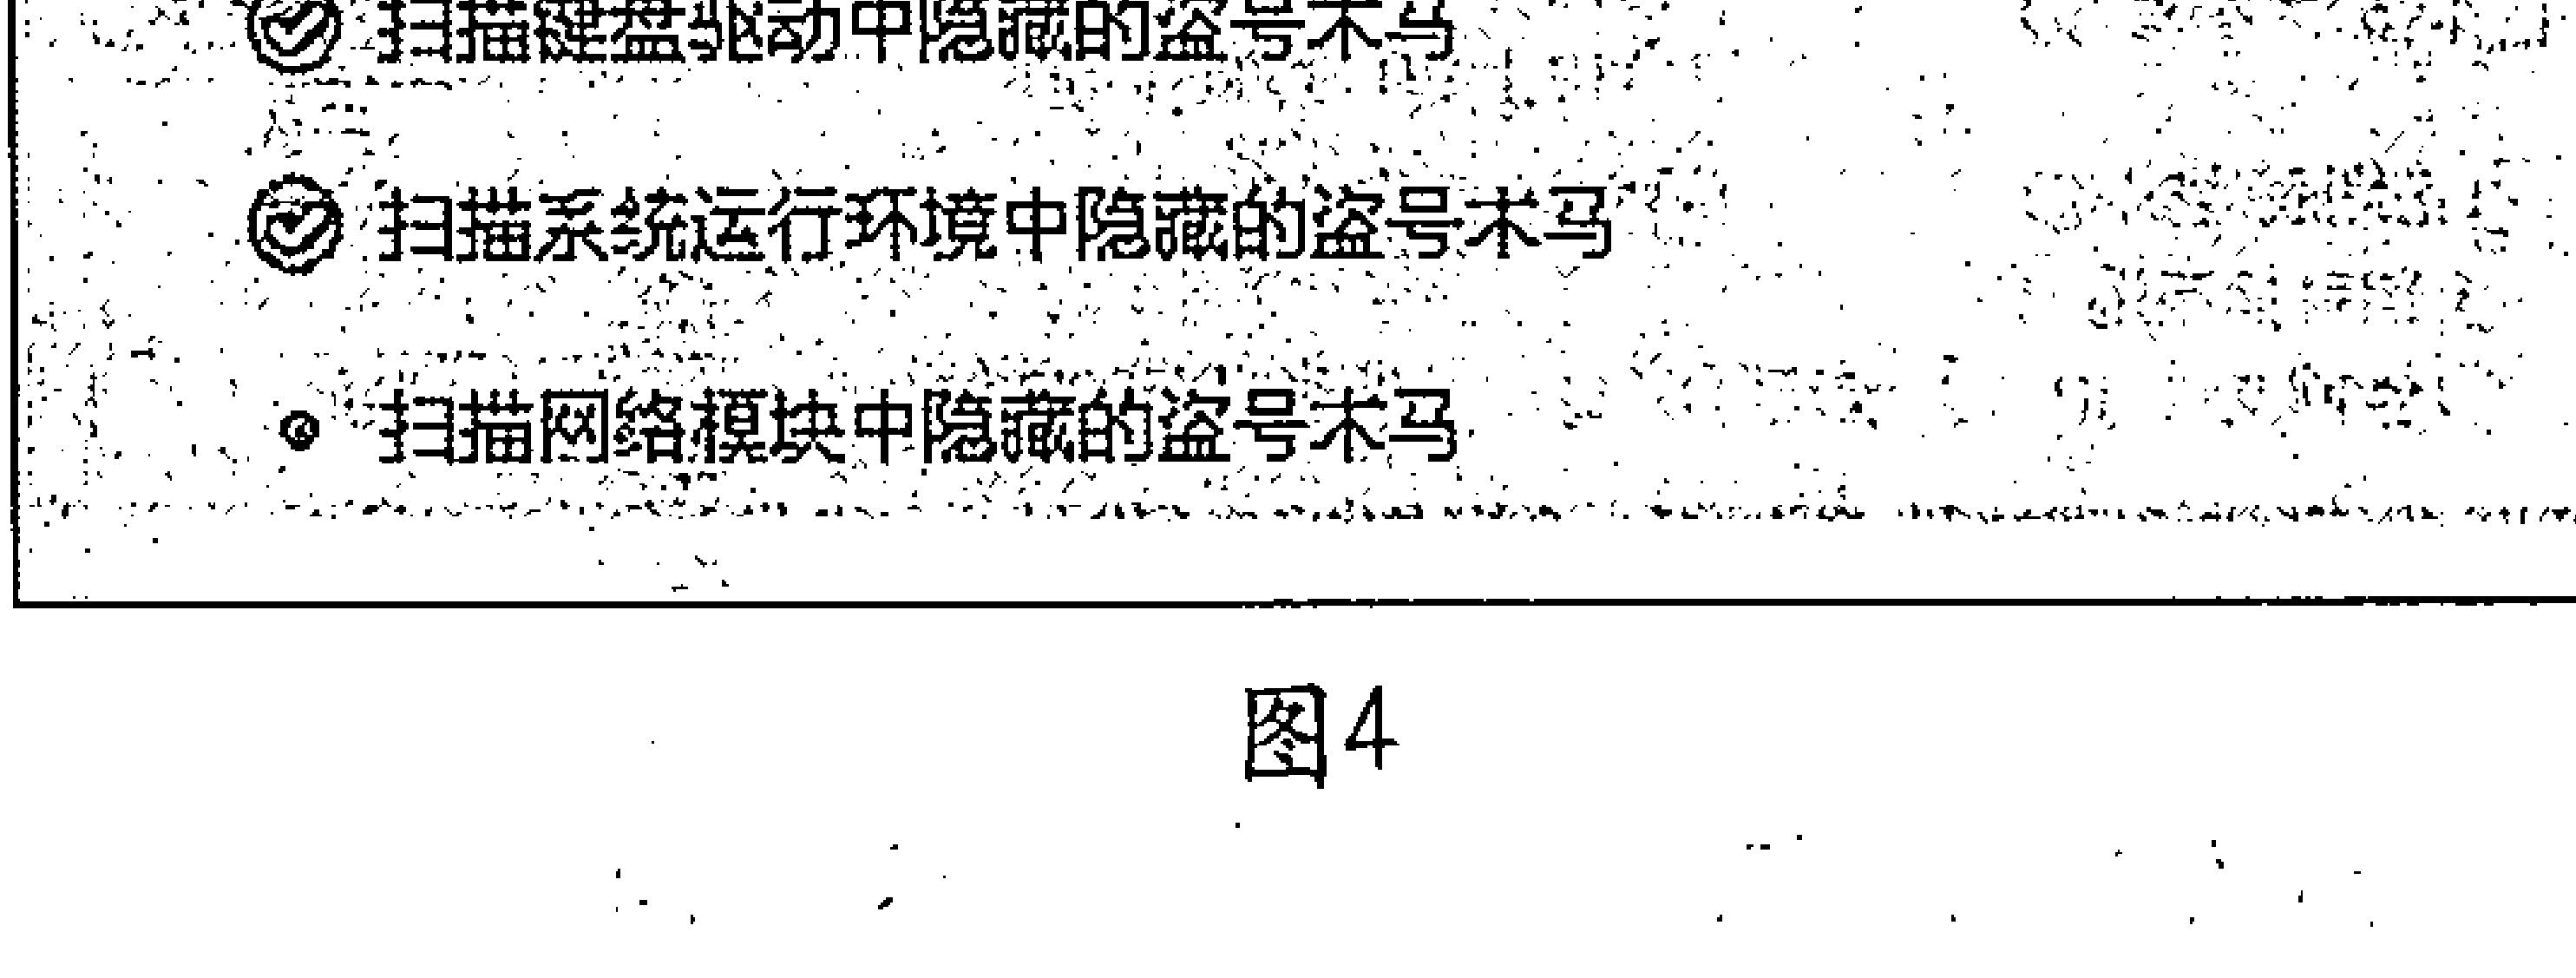 扫描键盘驱动中隐藏的盗号木马
扫描系统运行环境中隐藏的盗号木马
扫描网络模块中隐藏的盗号木马
图4